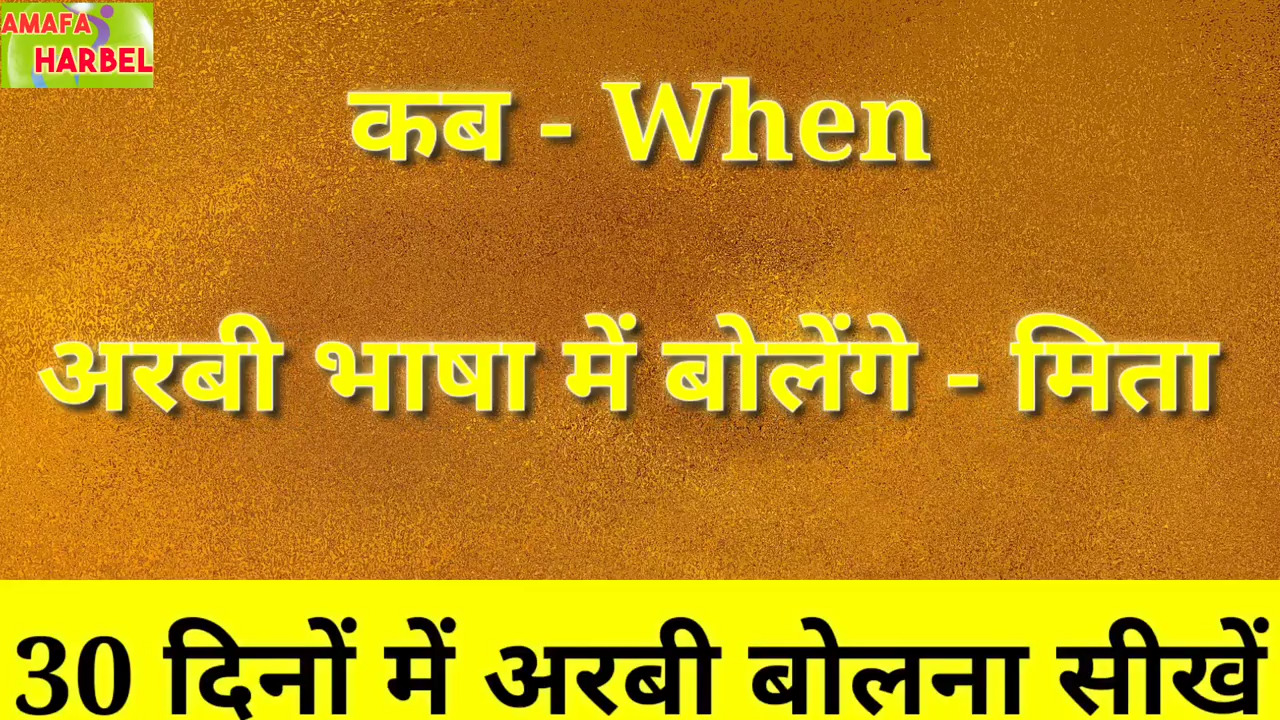 AMAFA
HARBEL
कब - When
अरबी भाषा में बोलेंगे - मिता
30 दिनों में अरबी बोलना सीखें